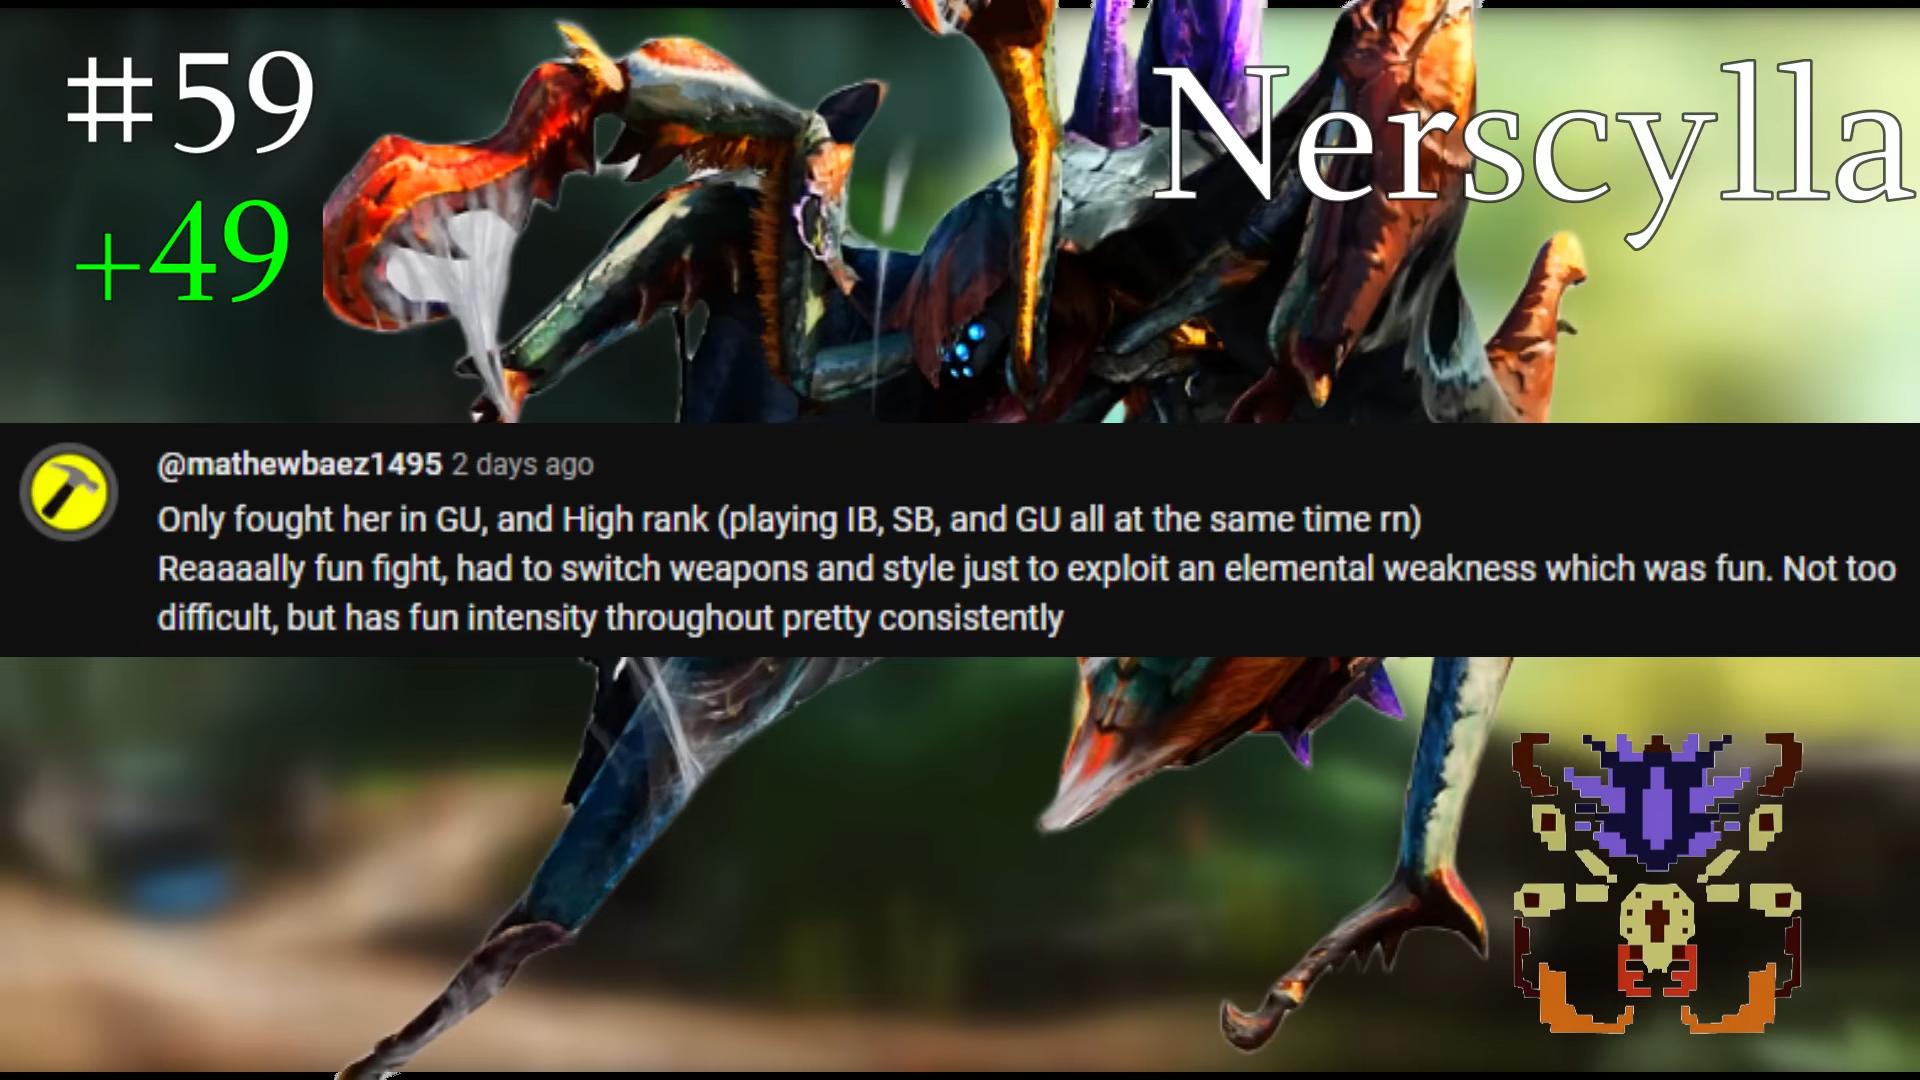 #59
Nerscylla
+49
@mathewbaez1495 2 days ago
Only fought her in GU, and High rank (playing IB, SB, and GU all at the same time rn)
Reaaaally fun fight, had to switch weapons and style just to exploit an elemental weakness which was fun. Not too
difficult, but has fun intensity throughout pretty consistently